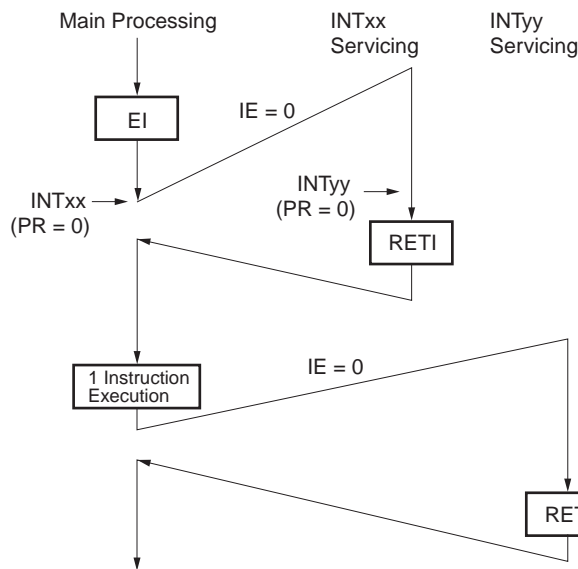 Main Processing
INTxx
Servicing
INTyy
Servicing
EI
IE = 0
INTxx
(PR = 0)
INTyy
(PR = 0)
RETI
1 Instruction
Execution
IE = 0
RET